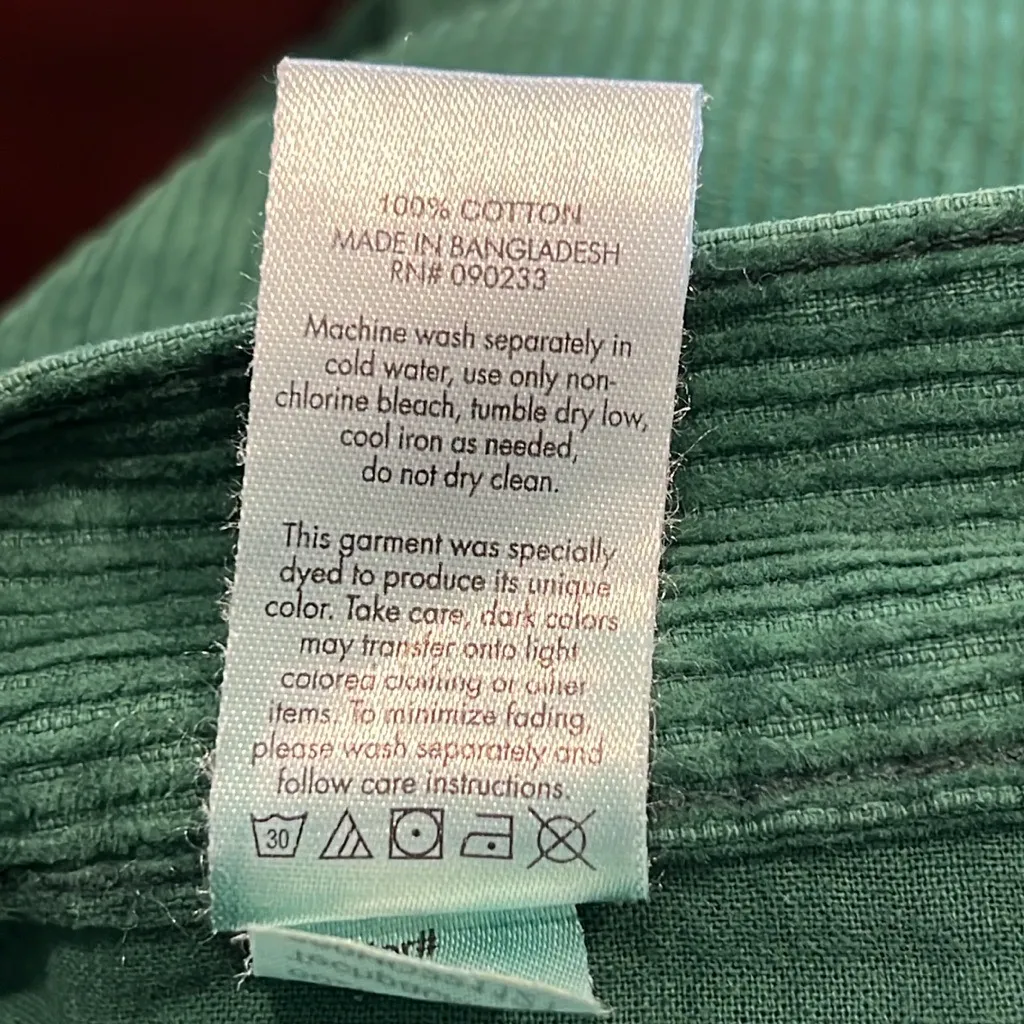 100% COTTON
MADE IN BANGLADESH
RN# 090233
Machine wash separately in
cold water, use only non-
chlorine bleach, tumble dry low,
cool iron as needed,
do not dry clean.
This garment was specially
dyed to produce its unique
color. Take care, dark colors
may transfer onto light
colored clothing or other
items. To minimize fading,
please wash separately and
follow care instructions.
30